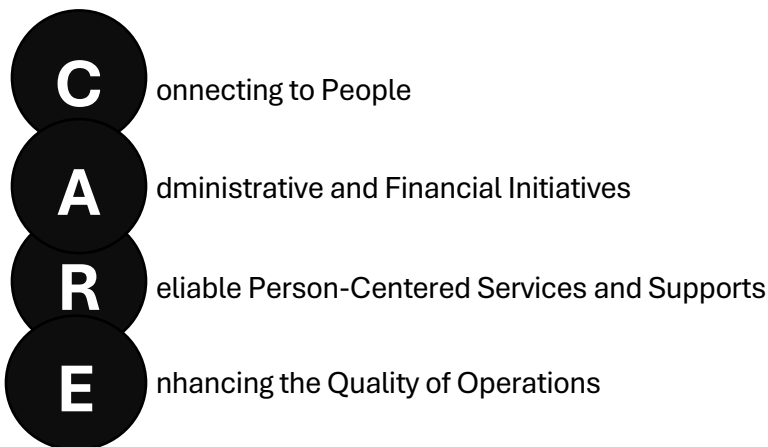 Connecting to People
Administrative and Financial Initiatives
Reliable Person-Centered Services and Supports
Enhancing the Quality of Operations